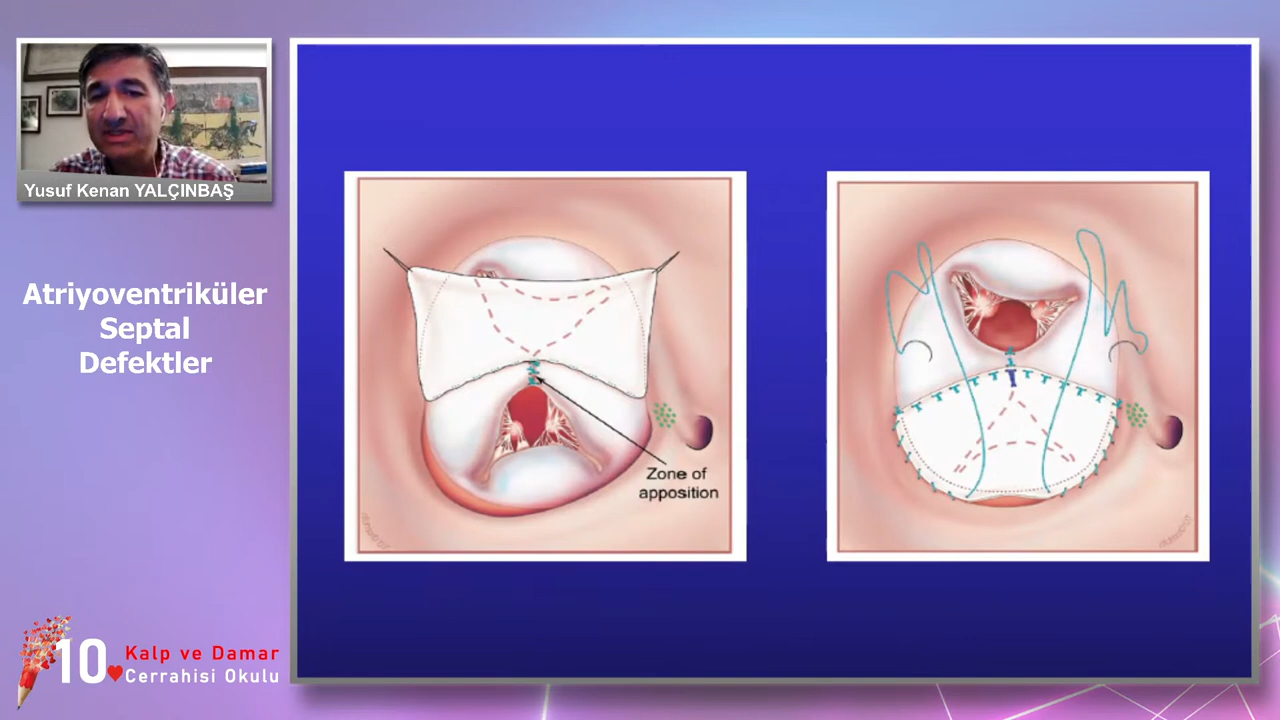 Yusuf Kenan YALÇINBAŞ
Atriyoventriküler
Septal
Defektler
10
Kalp ve Damar
Cerrahisi Okulu
Zone of
apposition